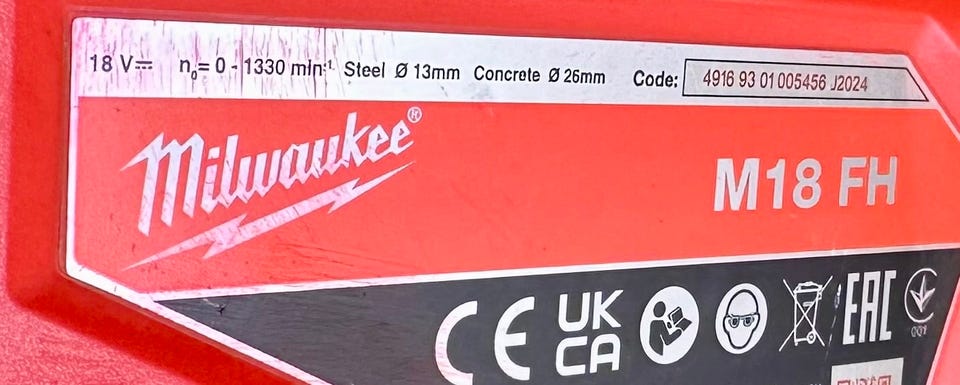 18 V⎓ n₀= 0 - 1330 min-1 Steel Ø 13mm Concrete Ø 26mm Code: 4916 93 01 005456 J2024
Milwaukee®
M18 FH
CE UK CA EAC